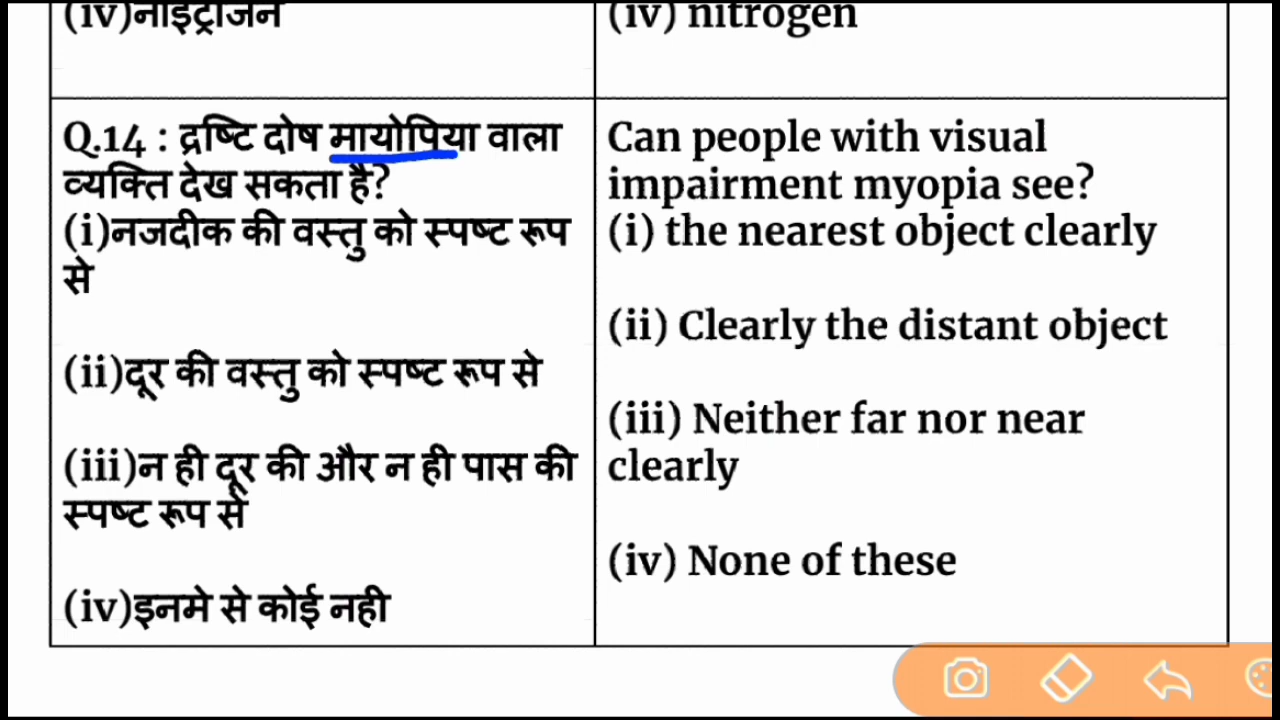 (iv)नाइट्रोजन
(iv) nitrogen
Q.14 : द्रष्टि दोष मायोपिया वाला
व्यक्ति देख सकता है?
(i)नजदीक की वस्तु को स्पष्ट रूप
से
(ii)दूर की वस्तु को स्पष्ट रूप से
(iii)न ही दूर की और न ही पास की
स्पष्ट रूप से
(iv)इनमे से कोई नही
Can people with visual
impairment myopia see?
(i) the nearest object clearly
(ii) Clearly the distant object
(iii) Neither far nor near
clearly
(iv) None of these